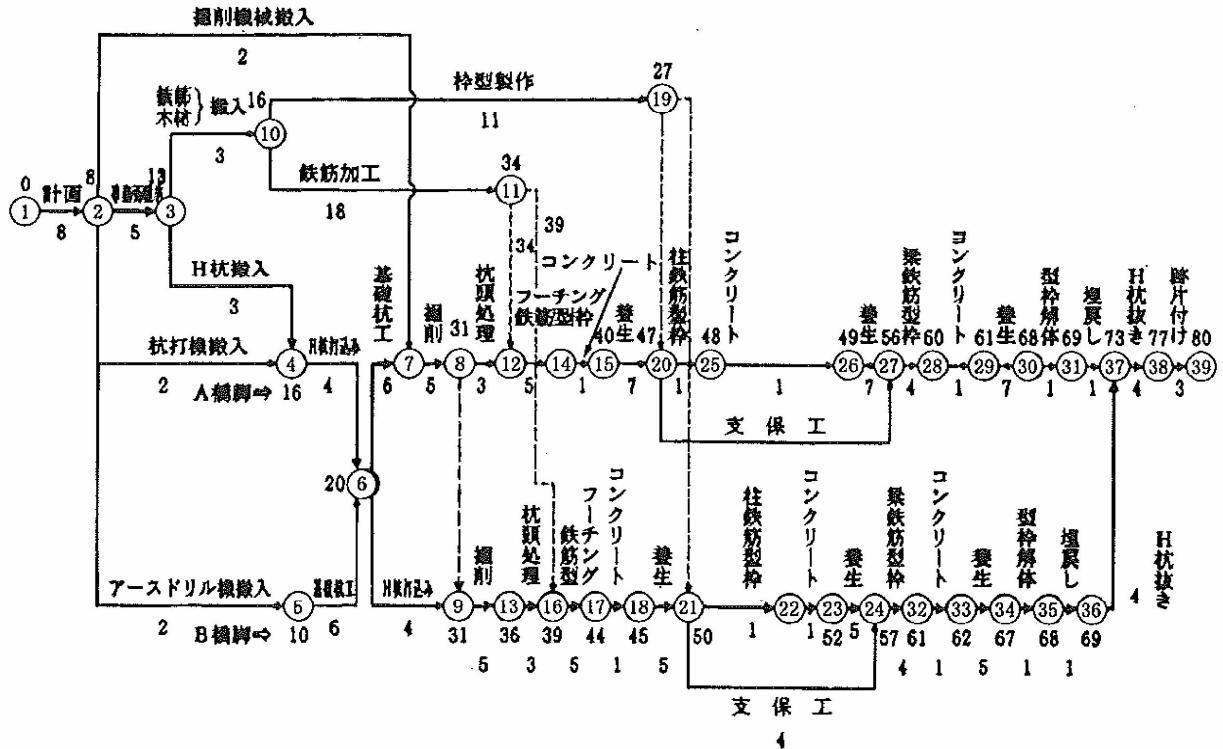 掘削機械搬入
2
27
枠型製作
⑲
鉄筋
木材
搬入
16
⑩
11
3
34
鉄筋加工
⑪
18
0
計画
8
13
①
②
③
8
5
39
34
H杭搬入
3
コンクリート
フーチング
鉄筋型枠
基礎杭工
掘削
31
杭頭処理
40
養生
47
柱鉄筋型枠
48
コンクリート
49
養生
56
梁鉄筋型枠
60
コンクリート
61
養生
68
型枠解体
69
埋戻し
73
H杭抜き
77
跡片付け
80
杭打機搬入
④
⑦
⑧
⑫
⑭
⑮
⑳
㉕
㉖
㉗
㉘
㉙
㉚
㉛
㊲
㊳
㊴
2
A橋脚⇒
16
4
6
5
3
5
1
7
1
1
7
4
1
7
1
1
4
3
支保工
20
⑥
掘削
杭頭処理
鉄筋型
フーチング
コンクリート
養生
柱鉄筋型枠
コンクリート
養生
梁鉄筋型枠
コンクリート
養生
型枠解体
埋戻し
4
H杭抜き
アースドリル機搬入
⑤
⑨
⑬
⑯
⑰
⑱
㉑
㉒
㉓
㉔
㉜
㉝
㉞
㉟
㊱
2
B橋脚⇒
10
6
4
31
36
39
44
45
50
1
1
52
5
57
61
62
67
68
69
5
3
5
1
5
4
1
5
1
1
支保工
4